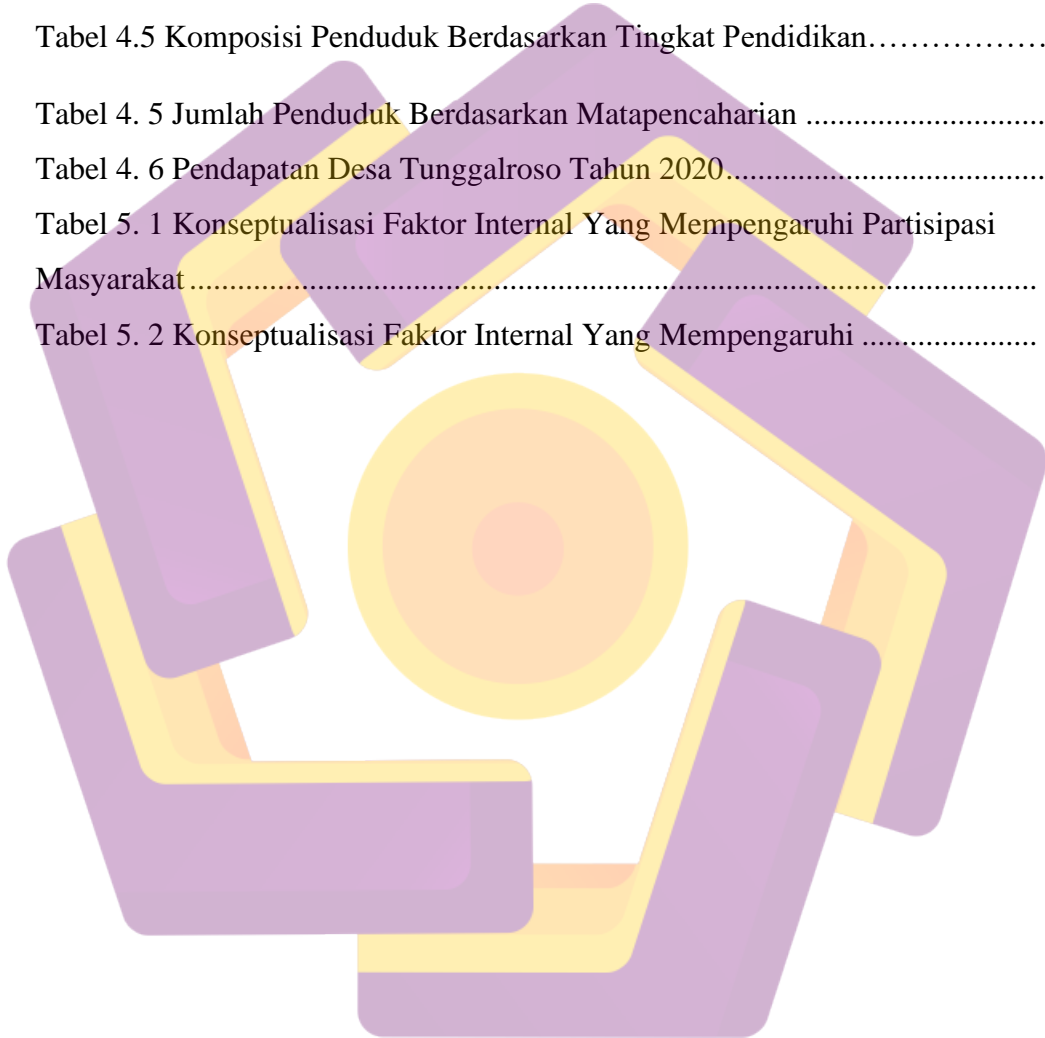 Tabel 4.5 Komposisi Penduduk Berdasarkan Tingkat Pendidikan………………
Tabel 4. 5 Jumlah Penduduk Berdasarkan Matapencaharian ..............................
Tabel 4. 6 Pendapatan Desa Tunggalroso Tahun 2020........................................
Tabel 5. 1 Konseptualisasi Faktor Internal Yang Mempengaruhi Partisipasi
Masyarakat ............................................................................................................
Tabel 5. 2 Konseptualisasi Faktor Internal Yang Mempengaruhi ......................